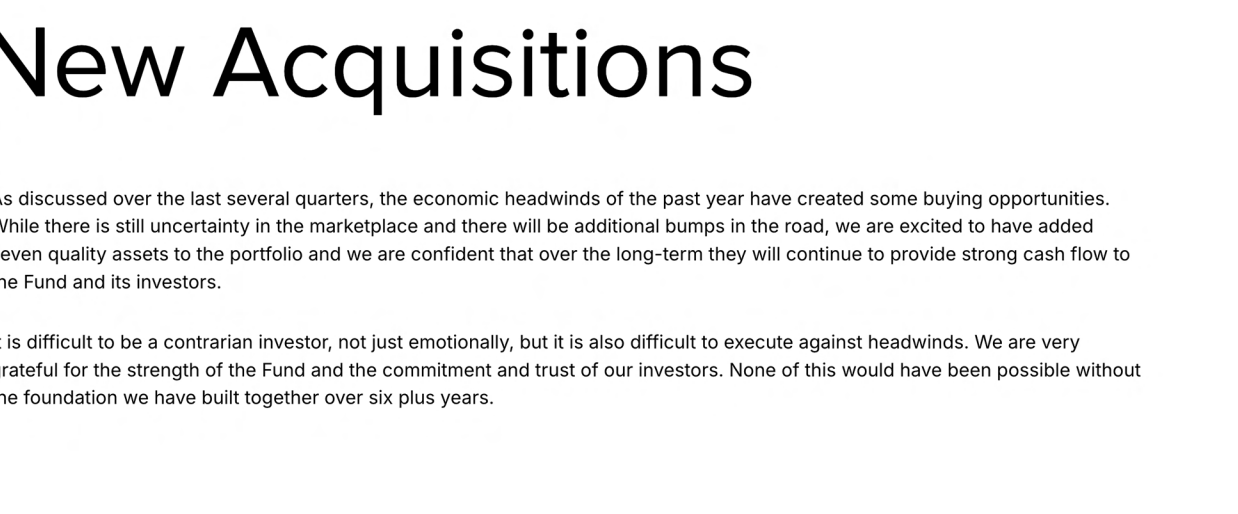 New Acquisitions
As discussed over the last several quarters, the economic headwinds of the past year have created some buying opportunities.
While there is still uncertainty in the marketplace and there will be additional bumps in the road, we are excited to have added
even quality assets to the portfolio and we are confident that over the long-term they will continue to provide strong cash flow to
he Fund and its investors.
t is difficult to be a contrarian investor, not just emotionally, but it is also difficult to execute against headwinds. We are very
grateful for the strength of the Fund and the commitment and trust of our investors. None of this would have been possible without
he foundation we have built together over six plus years.